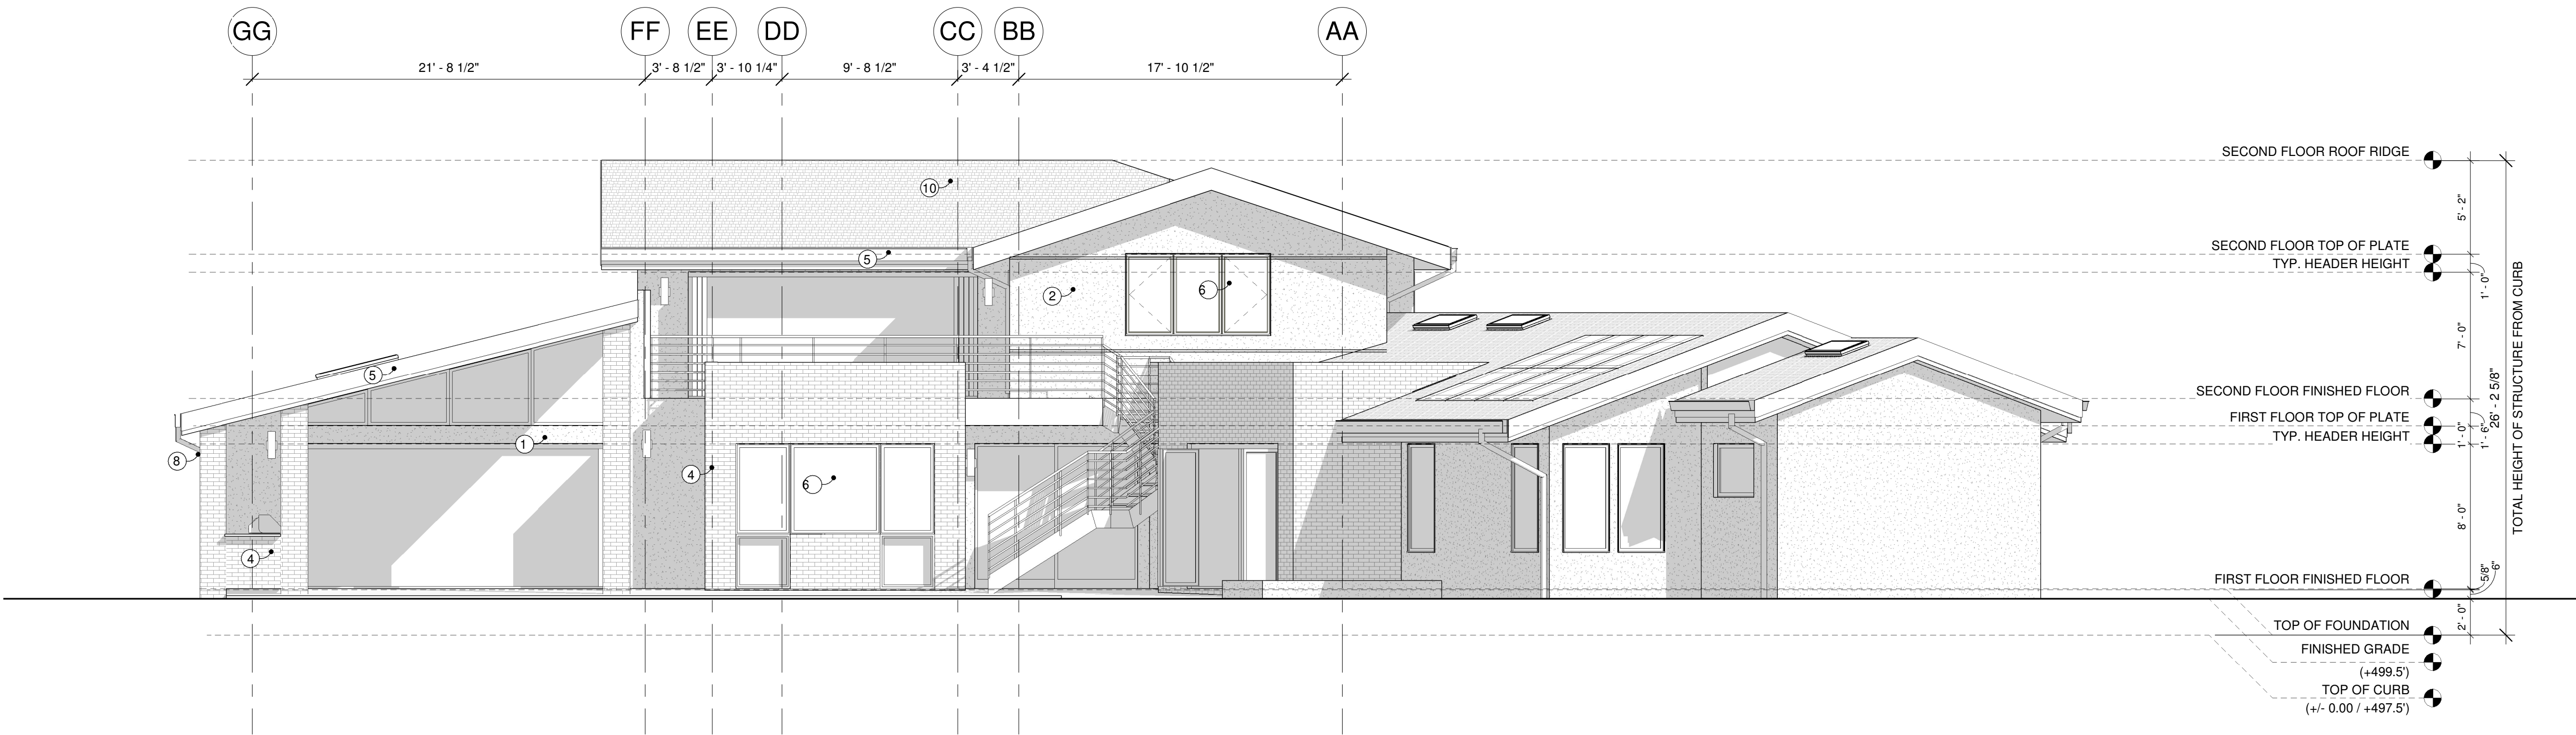 GG
FF
EE
DD
CC
BB
AA
21' - 8 1/2"
3' - 8 1/2"
3' - 10 1/4"
9' - 8 1/2"
3' - 4 1/2"
17' - 10 1/2"
SECOND FLOOR ROOF RIDGE
10
5' - 2"
SECOND FLOOR TOP OF PLATE
5
TYP. HEADER HEIGHT
1' - 0"
2
6
7' - 0"
5
SECOND FLOOR FINISHED FLOOR
26' - 2 5/8"
TOTAL HEIGHT OF STRUCTURE FROM CURB
FIRST FLOOR TOP OF PLATE
1' - 6"
1' - 0"
TYP. HEADER HEIGHT
1
8
4
6
8' - 0"
4
FIRST FLOOR FINISHED FLOOR
5/8"
6"
2' - 0"
TOP OF FOUNDATION
FINISHED GRADE
(+499.5')
TOP OF CURB
(+/- 0.00 / +497.5')